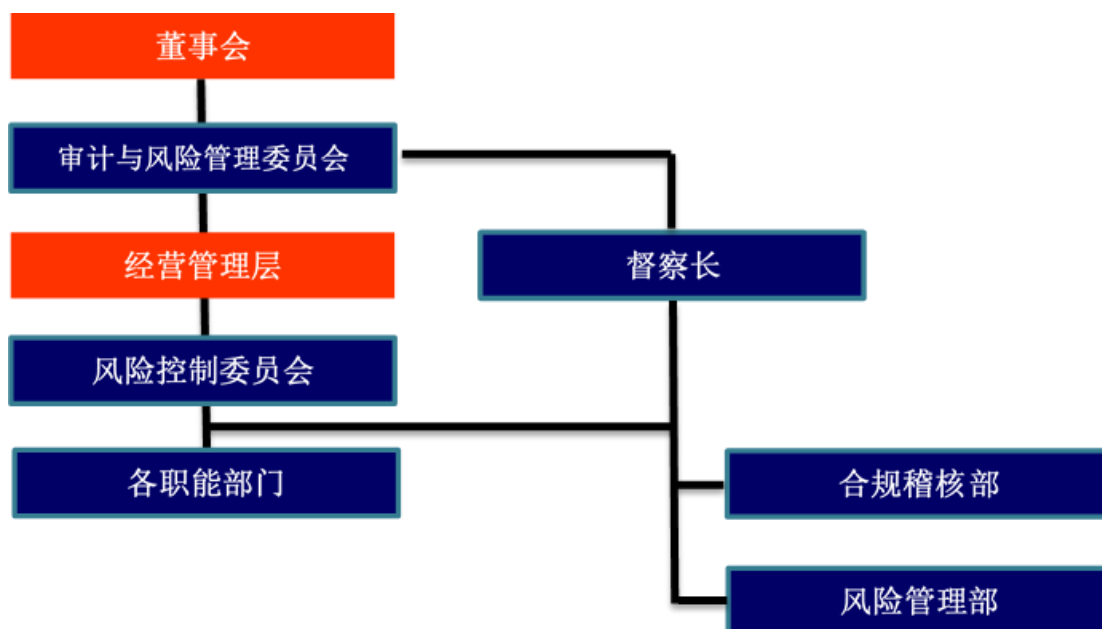 董事会
审计与风险管理委员会
经营管理层
督察长
风险控制委员会
各职能部门
合规稽核部
风险管理部